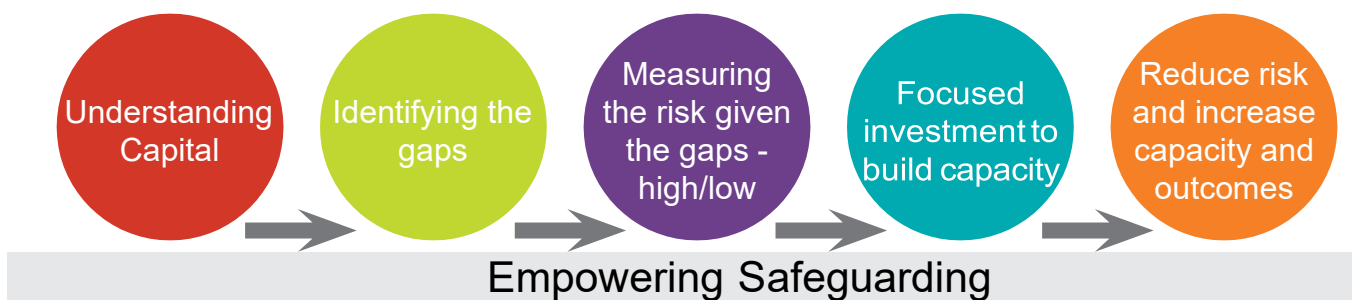 Understanding
Capital
Identifying the
gaps
Measuring
the risk given
the gaps -
high/low
Focused
investment to
build capacity
Reduce risk
and increase
capacity and
outcomes
Empowering Safeguarding